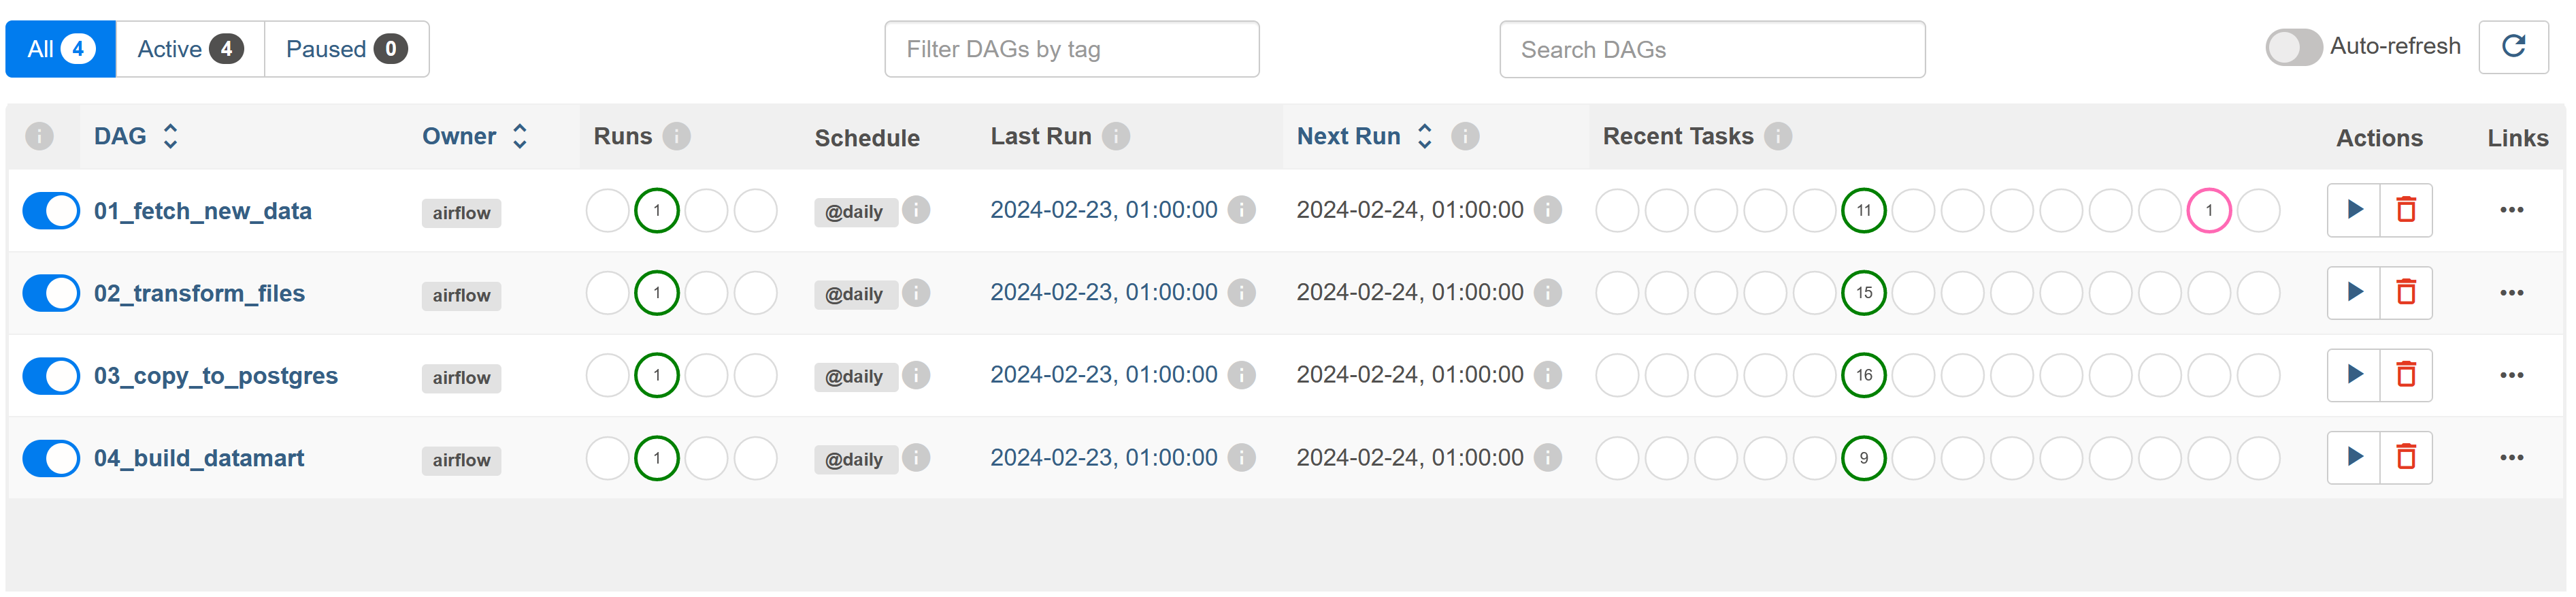 All 4 Active 4 Paused 0 Filter DAGs by tag Search DAGs Auto-refresh
DAG Owner Runs Schedule Last Run Next Run Recent Tasks Actions Links
01_fetch_new_data airflow 1 @daily 2024-02-23, 01:00:00 2024-02-24, 01:00:00 11 1
02_transform_files airflow 1 @daily 2024-02-23, 01:00:00 2024-02-24, 01:00:00 15
03_copy_to_postgres airflow 1 @daily 2024-02-23, 01:00:00 2024-02-24, 01:00:00 16
04_build_datamart airflow 1 @daily 2024-02-23, 01:00:00 2024-02-24, 01:00:00 9